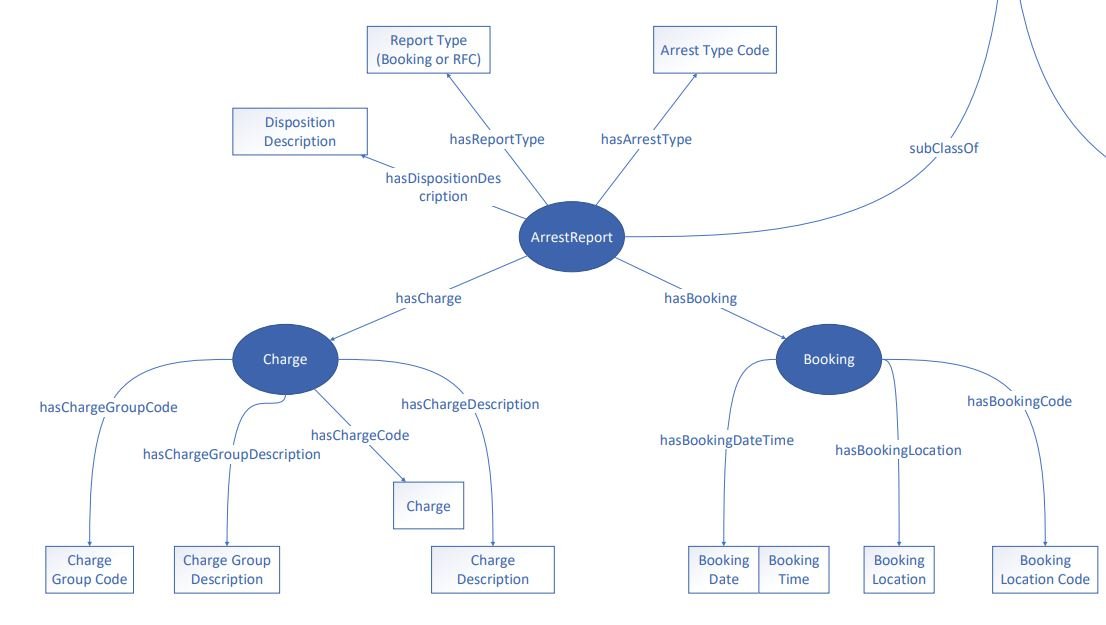 Report Type
(Booking or RFC)
Arrest Type Code
Disposition
Description
hasReportType
hasArrestType
subClassOf
hasDispositionDes
cription
ArrestReport
hasCharge
hasBooking
Charge
Booking
hasChargeGroupCode
hasChargeDescription
hasBookingCode
hasChargeCode
hasBookingDateTime
hasChargeGroupDescription
hasBookingLocation
Charge
Charge
Group Code
Charge Group
Description
Charge
Description
Booking
Date
Booking
Time
Booking
Location
Booking
Location Code